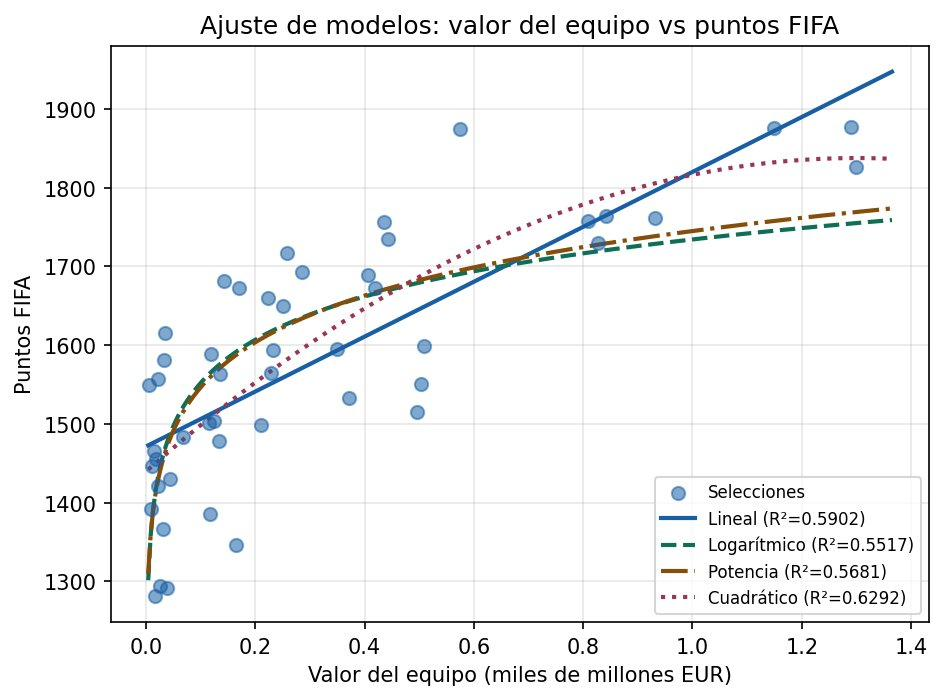 Ajuste de modelos: valor del equipo vs puntos FIFA
Puntos FIFA
1900
1800
1700
1600
1500
1400
1300
Selecciones
Lineal (R²=0.5902)
Logarítmico (R²=0.5517)
Potencia (R²=0.5681)
Cuadrático (R²=0.6292)
0.0 0.2 0.4 0.6 0.8 1.0 1.2 1.4
Valor del equipo (miles de millones EUR)